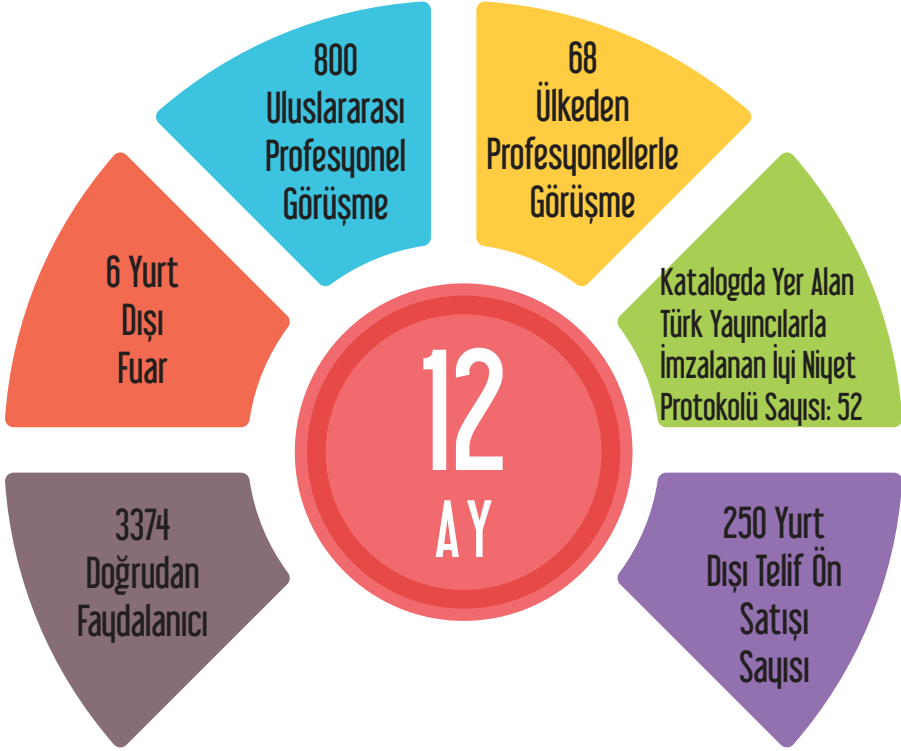 800
Uluslararası
Profesyonel
Görüşme
68
Ülkeden
Profesyonellerle
Görüşme
6 Yurt
Dışı
Fuar
Katalogda Yer Alan
Türk Yayıncılarla
İmzalanan İyi Niyet
Protokolü Sayısı: 52
12
AY
3374
Doğrudan
Faydalanıcı
250 Yurt
Dışı Telif Ön
Satışı
Sayısı